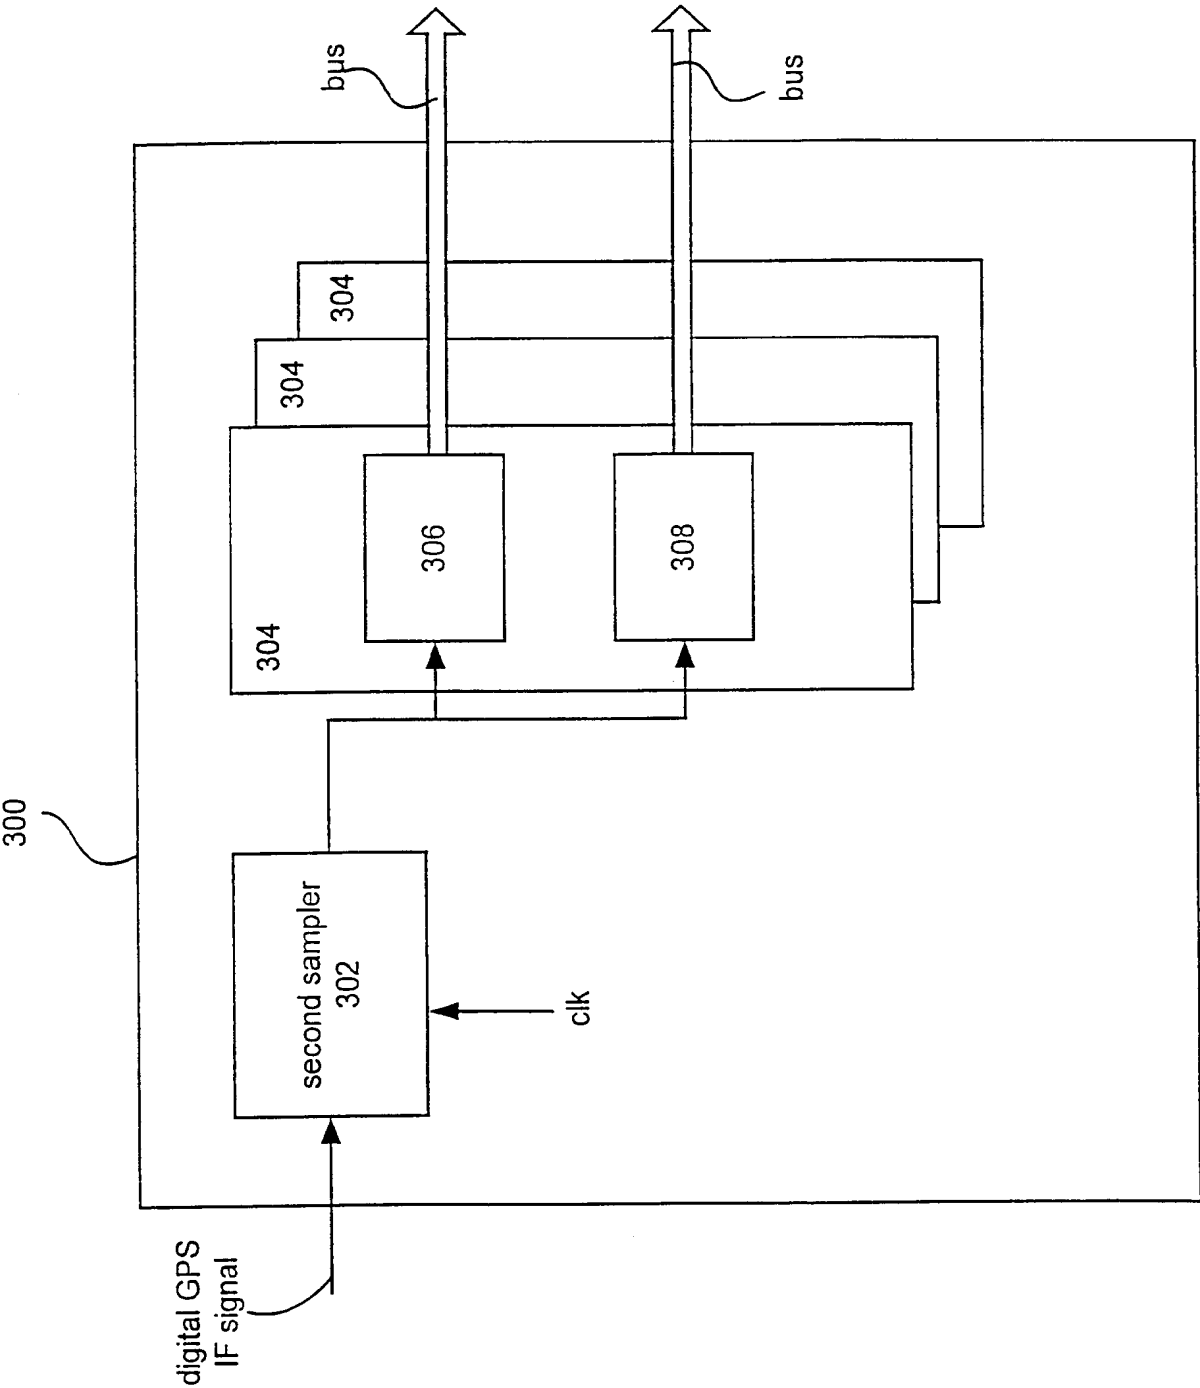 300
digital GPS
IF signal
second sampler
302
clk
304
304
304
306
308
bus
bus